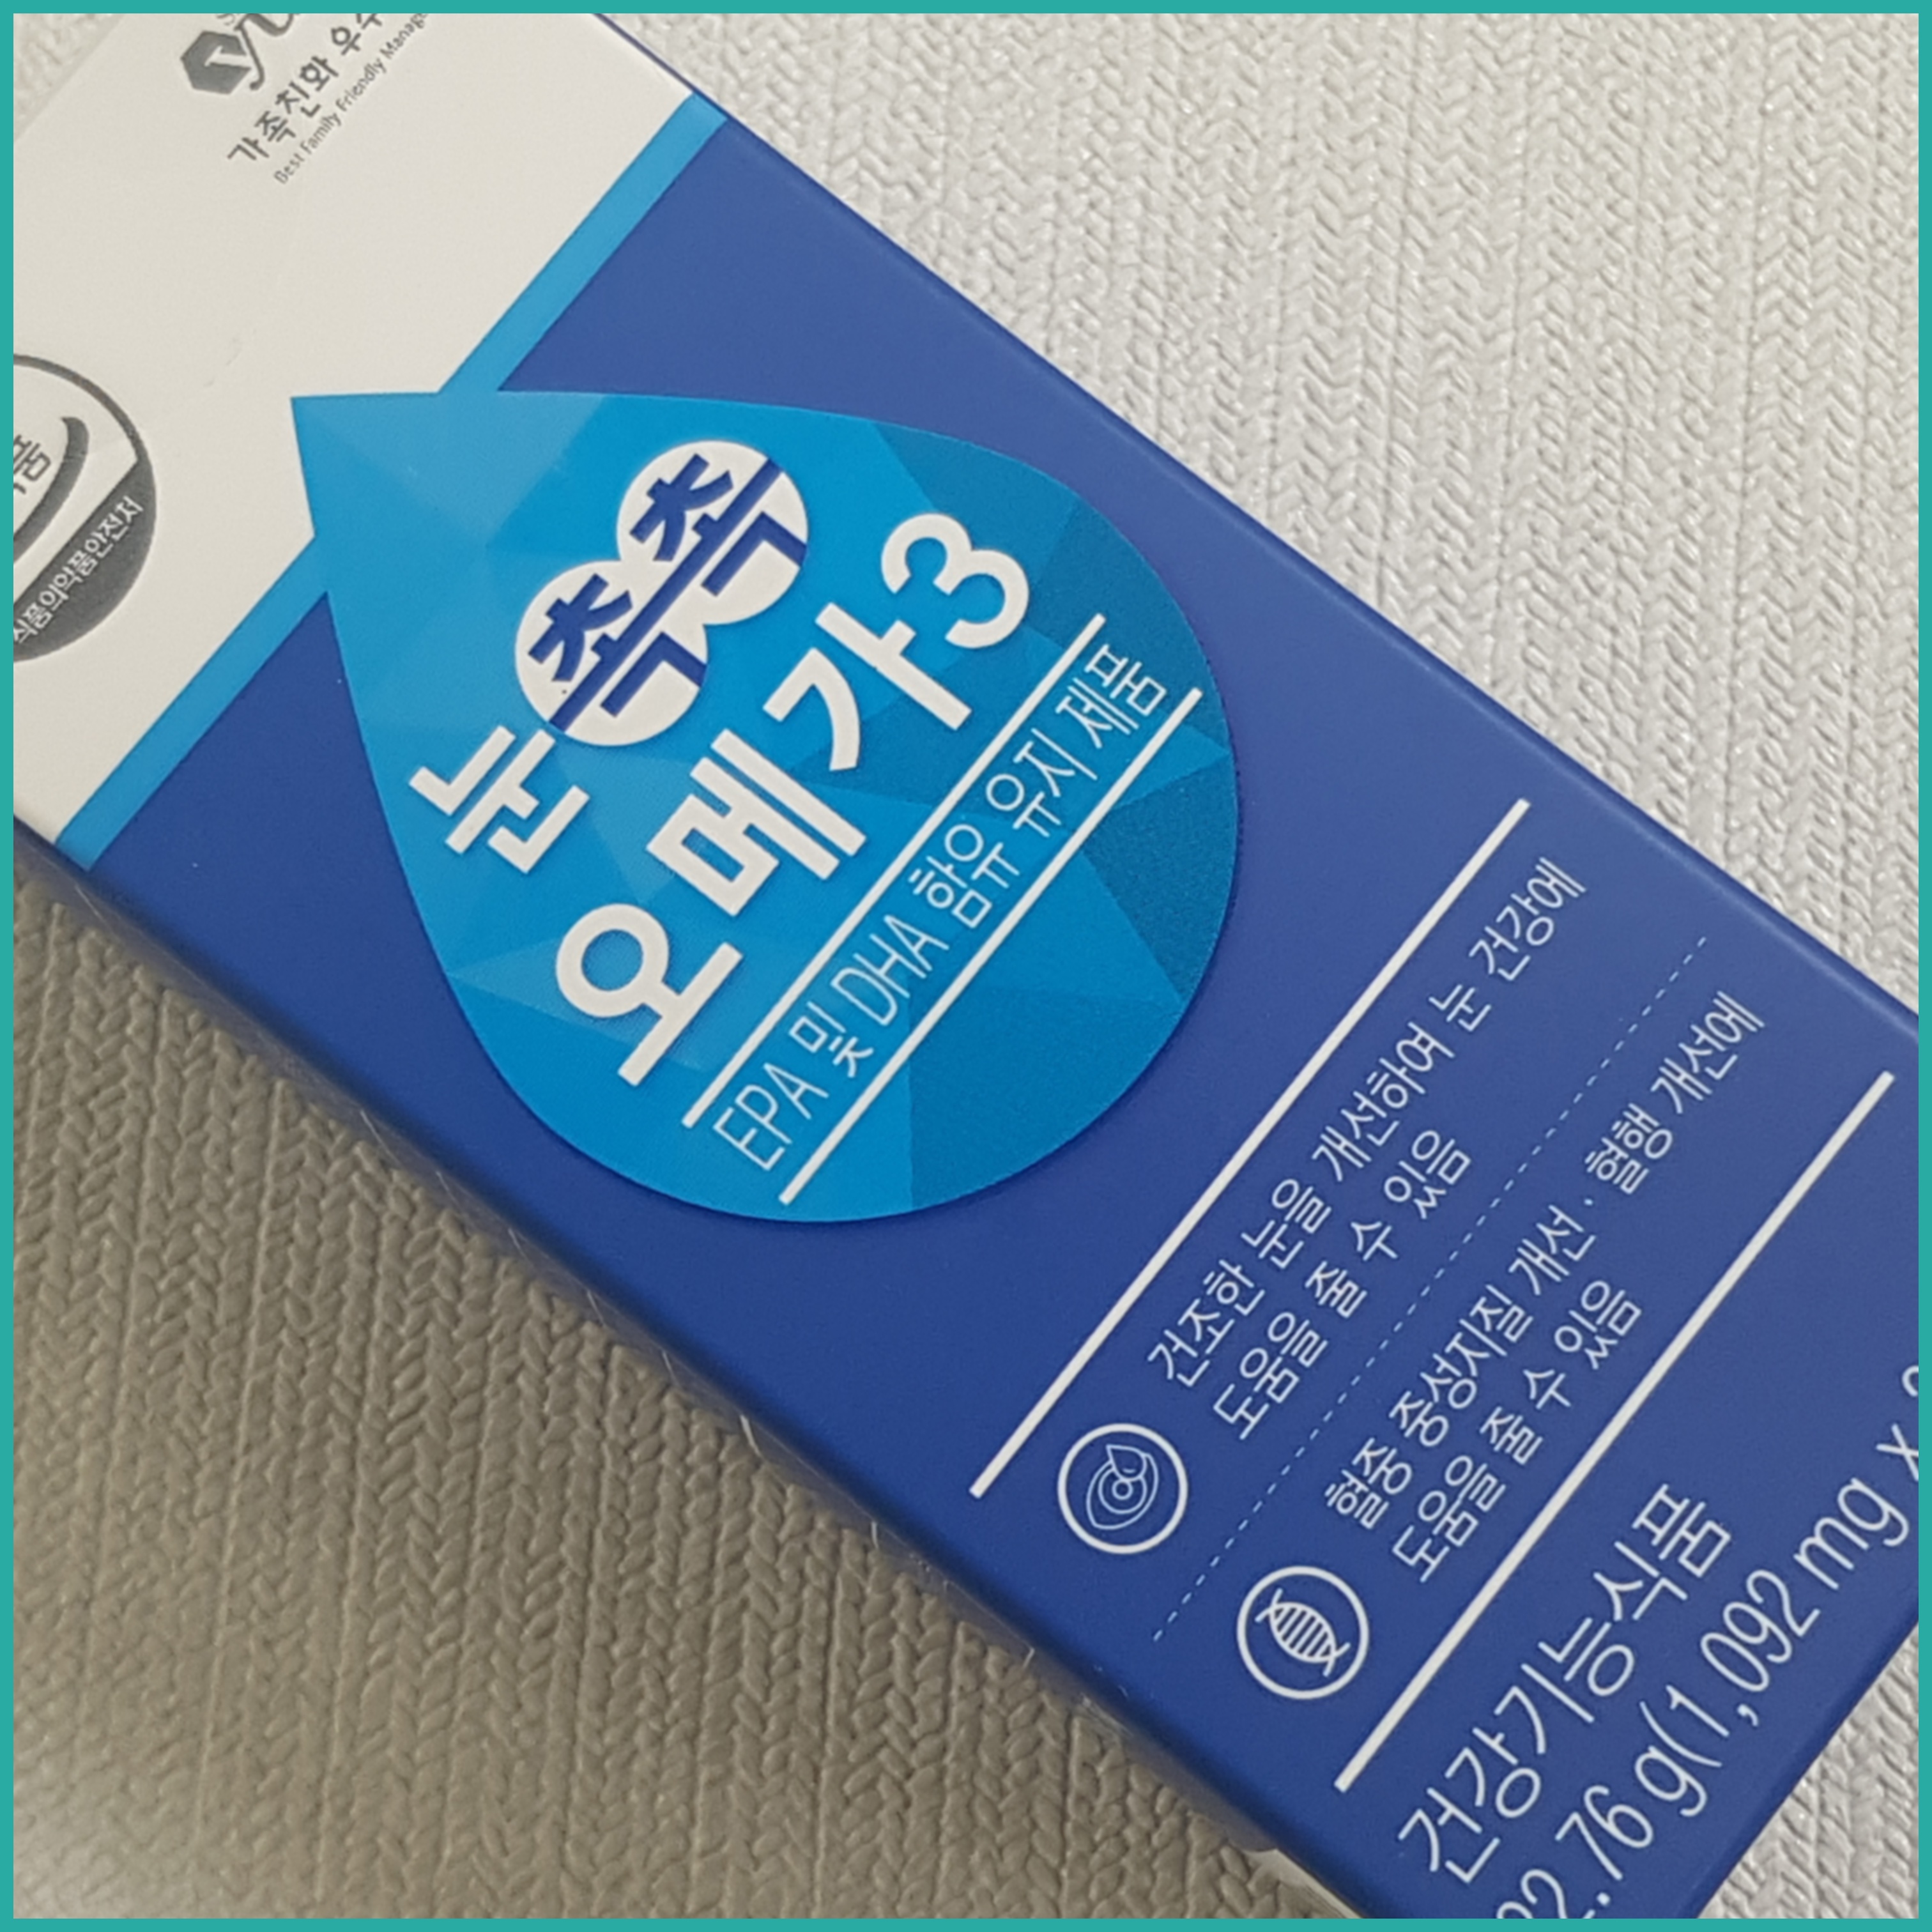 가족친화 우수
Best Family Friendly Manag
식품의약품안전처
눈촉촉
오메가3
EPA 및 DHA 함유 유지 제품
건조한 눈을 개선하여 눈 건강에
도움을 줄 수 있음
혈중 중성지질 개선 · 혈행 개선에
도움을 줄 수 있음
건강기능식품
.76 g(1,092 mg x